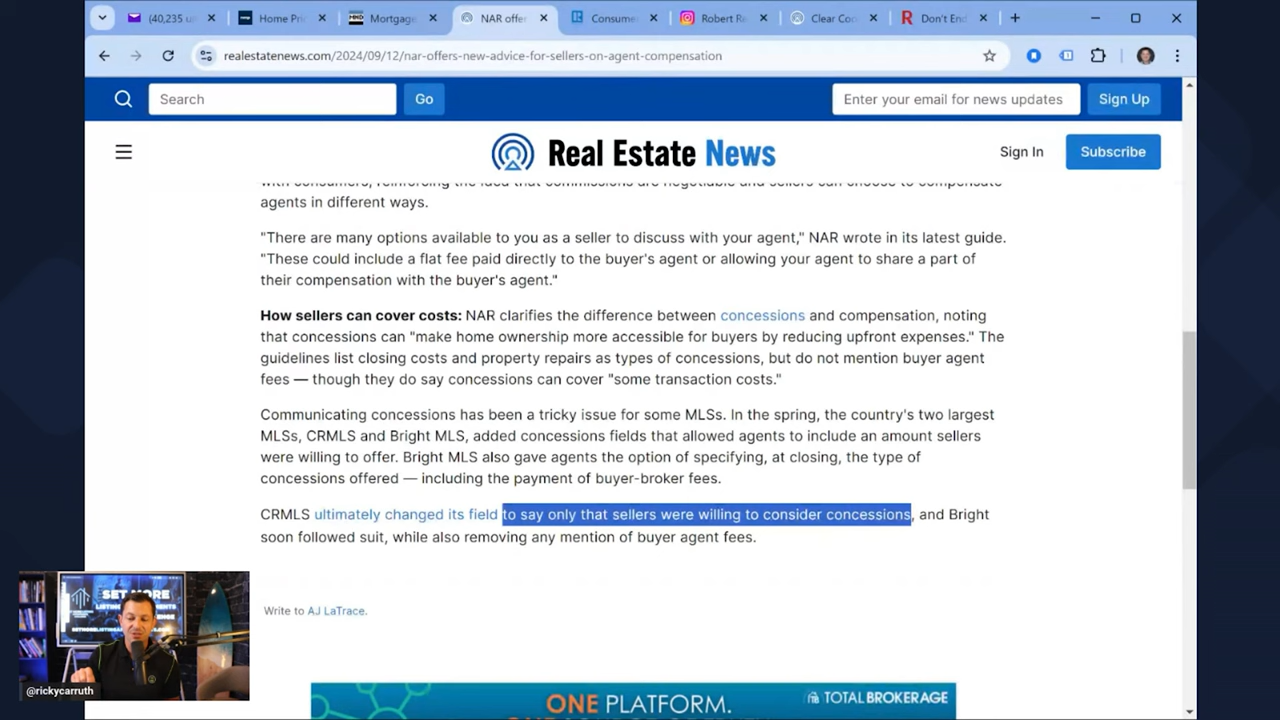 (40,235 u
Home Pri
Mortgage
NAR offe
Consume
Robert Re
Clear Coo
Don't End
realestatenews.com/2024/09/12/nar-offers-new-advice-for-sellers-on-agent-compensation
Search
Go
Enter your email for news updates
Sign Up
Real Estate News
Sign In
Subscribe
with consumers, reinforcing the idea that commissions are negotiable and sellers can choose to compensate
agents in different ways.
"There are many options available to you as a seller to discuss with your agent," NAR wrote in its latest guide.
"These could include a flat fee paid directly to the buyer's agent or allowing your agent to share a part of
their compensation with the buyer's agent."
How sellers can cover costs: NAR clarifies the difference between concessions and compensation, noting
that concessions can "make home ownership more accessible for buyers by reducing upfront expenses." The
guidelines list closing costs and property repairs as types of concessions, but do not mention buyer agent
fees — though they do say concessions can cover "some transaction costs."
Communicating concessions has been a tricky issue for some MLSs. In the spring, the country's two largest
MLSs, CRMLS and Bright MLS, added concessions fields that allowed agents to include an amount sellers
were willing to offer. Bright MLS also gave agents the option of specifying, at closing, the type of
concessions offered — including the payment of buyer-broker fees.
CRMLS ultimately changed its field to say only that sellers were willing to consider concessions, and Bright
soon followed suit, while also removing any mention of buyer agent fees.
Write to AJ LaTrace.
SET MORE
@rickycarruth
ONE PLATFORM.
TOTAL BROKERAGE